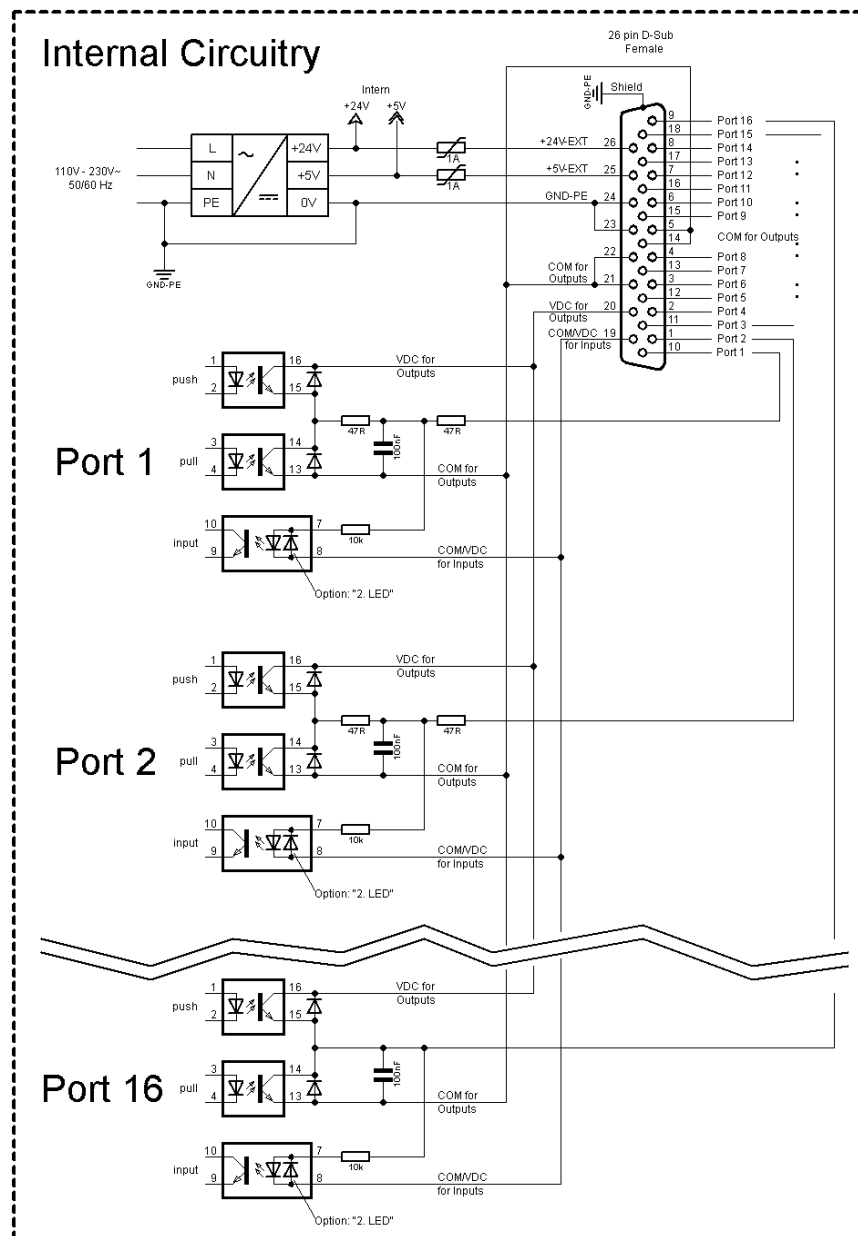 Internal Circuitry
26 pin D-Sub
Female
Intern
+24V
+5V
GND-PE
Shield
110V - 230V~
50/60 Hz
L
N
PE
~
+24V
+5V
0V
1A
1A
GND-PE
+24V-EXT 26
+5V-EXT 25
GND-PE 24
23
22
COM for
Outputs
21
VDC for
Outputs
20
COM/VDC
for Inputs
19
9 Port 16
18 Port 15
8 Port 14
17 Port 13
7 Port 12
16 Port 11
6 Port 10
15 Port 9
5
14 COM for Outputs
4 Port 8
13 Port 7
3 Port 6
12 Port 5
2 Port 4
11 Port 3
1 Port 2
10 Port 1
Port 1
push
1
2
16
15
VDC for
Outputs
47R
100nF
47R
pull
3
4
14
13
COM for
Outputs
input
10
9
7
8
10k
COM/VDC
for Inputs
Option: "2. LED"
Port 2
push
1
2
16
15
VDC for
Outputs
47R
100nF
47R
pull
3
4
14
13
COM for
Outputs
input
10
9
7
8
10k
COM/VDC
for Inputs
Option: "2. LED"
Port 16
push
1
2
16
15
VDC for
Outputs
100nF
pull
3
4
14
13
COM for
Outputs
input
10
9
7
8
10k
COM/VDC
for Inputs
Option: "2. LED"